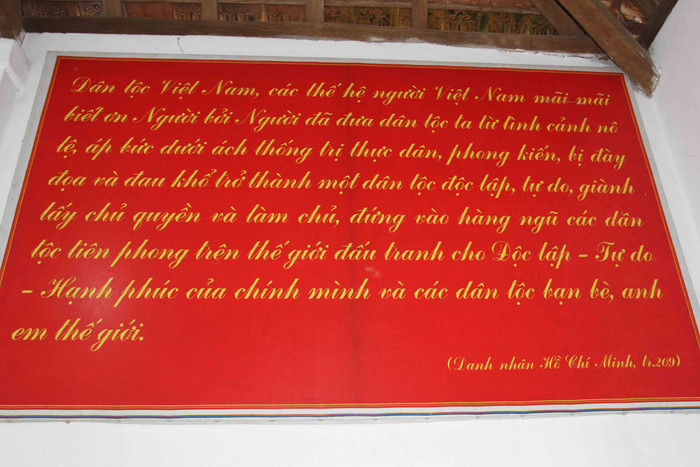 Dân tộc Việt Nam, các thế hệ người Việt Nam mãi mãi
biết ơn Người bởi Người đã đưa dân tộc ta từ tình cảnh nô
lệ, áp bức dưới ách thống trị thực dân, phong kiến, bị đày
đọa và đau khổ trở thành một dân tộc độc lập, tự do, giành
lấy chủ quyền và làm chủ, đứng vào hàng ngũ các dân
tộc tiên phong trên thế giới đấu tranh cho Độc lập - Tự do
- Hạnh phúc của chính mình và các dân tộc bạn bè, anh
em thế giới.
(Danh nhân Hồ Chí Minh, tr.209)